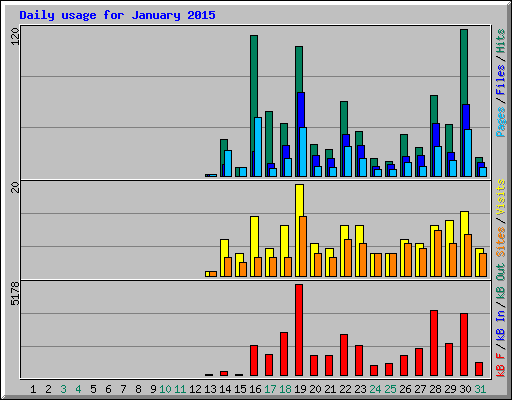 Daily usage for January 2015
120
Pages / Files / Hits
20
Sites / Visits
5178
kB F / kB In / kB Out
1 2 3 4 5 6 7 8 9 10 11 12 13 14 15 16 17 18 19 20 21 22 23 24 25 26 27 28 29 30 31